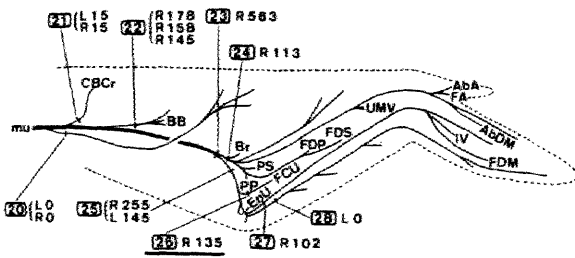 21 L15 R15
22 R178 R158 R145
23 R563
24 R113
CBCr
BB
mu
Br
UMV
AbA
FA
AbDM
FDS
FDP
IV
FDM
PS
FCU
PP
EpU
20 L0 R0
25 R255 L145
26 R135
27 R102
28 L0